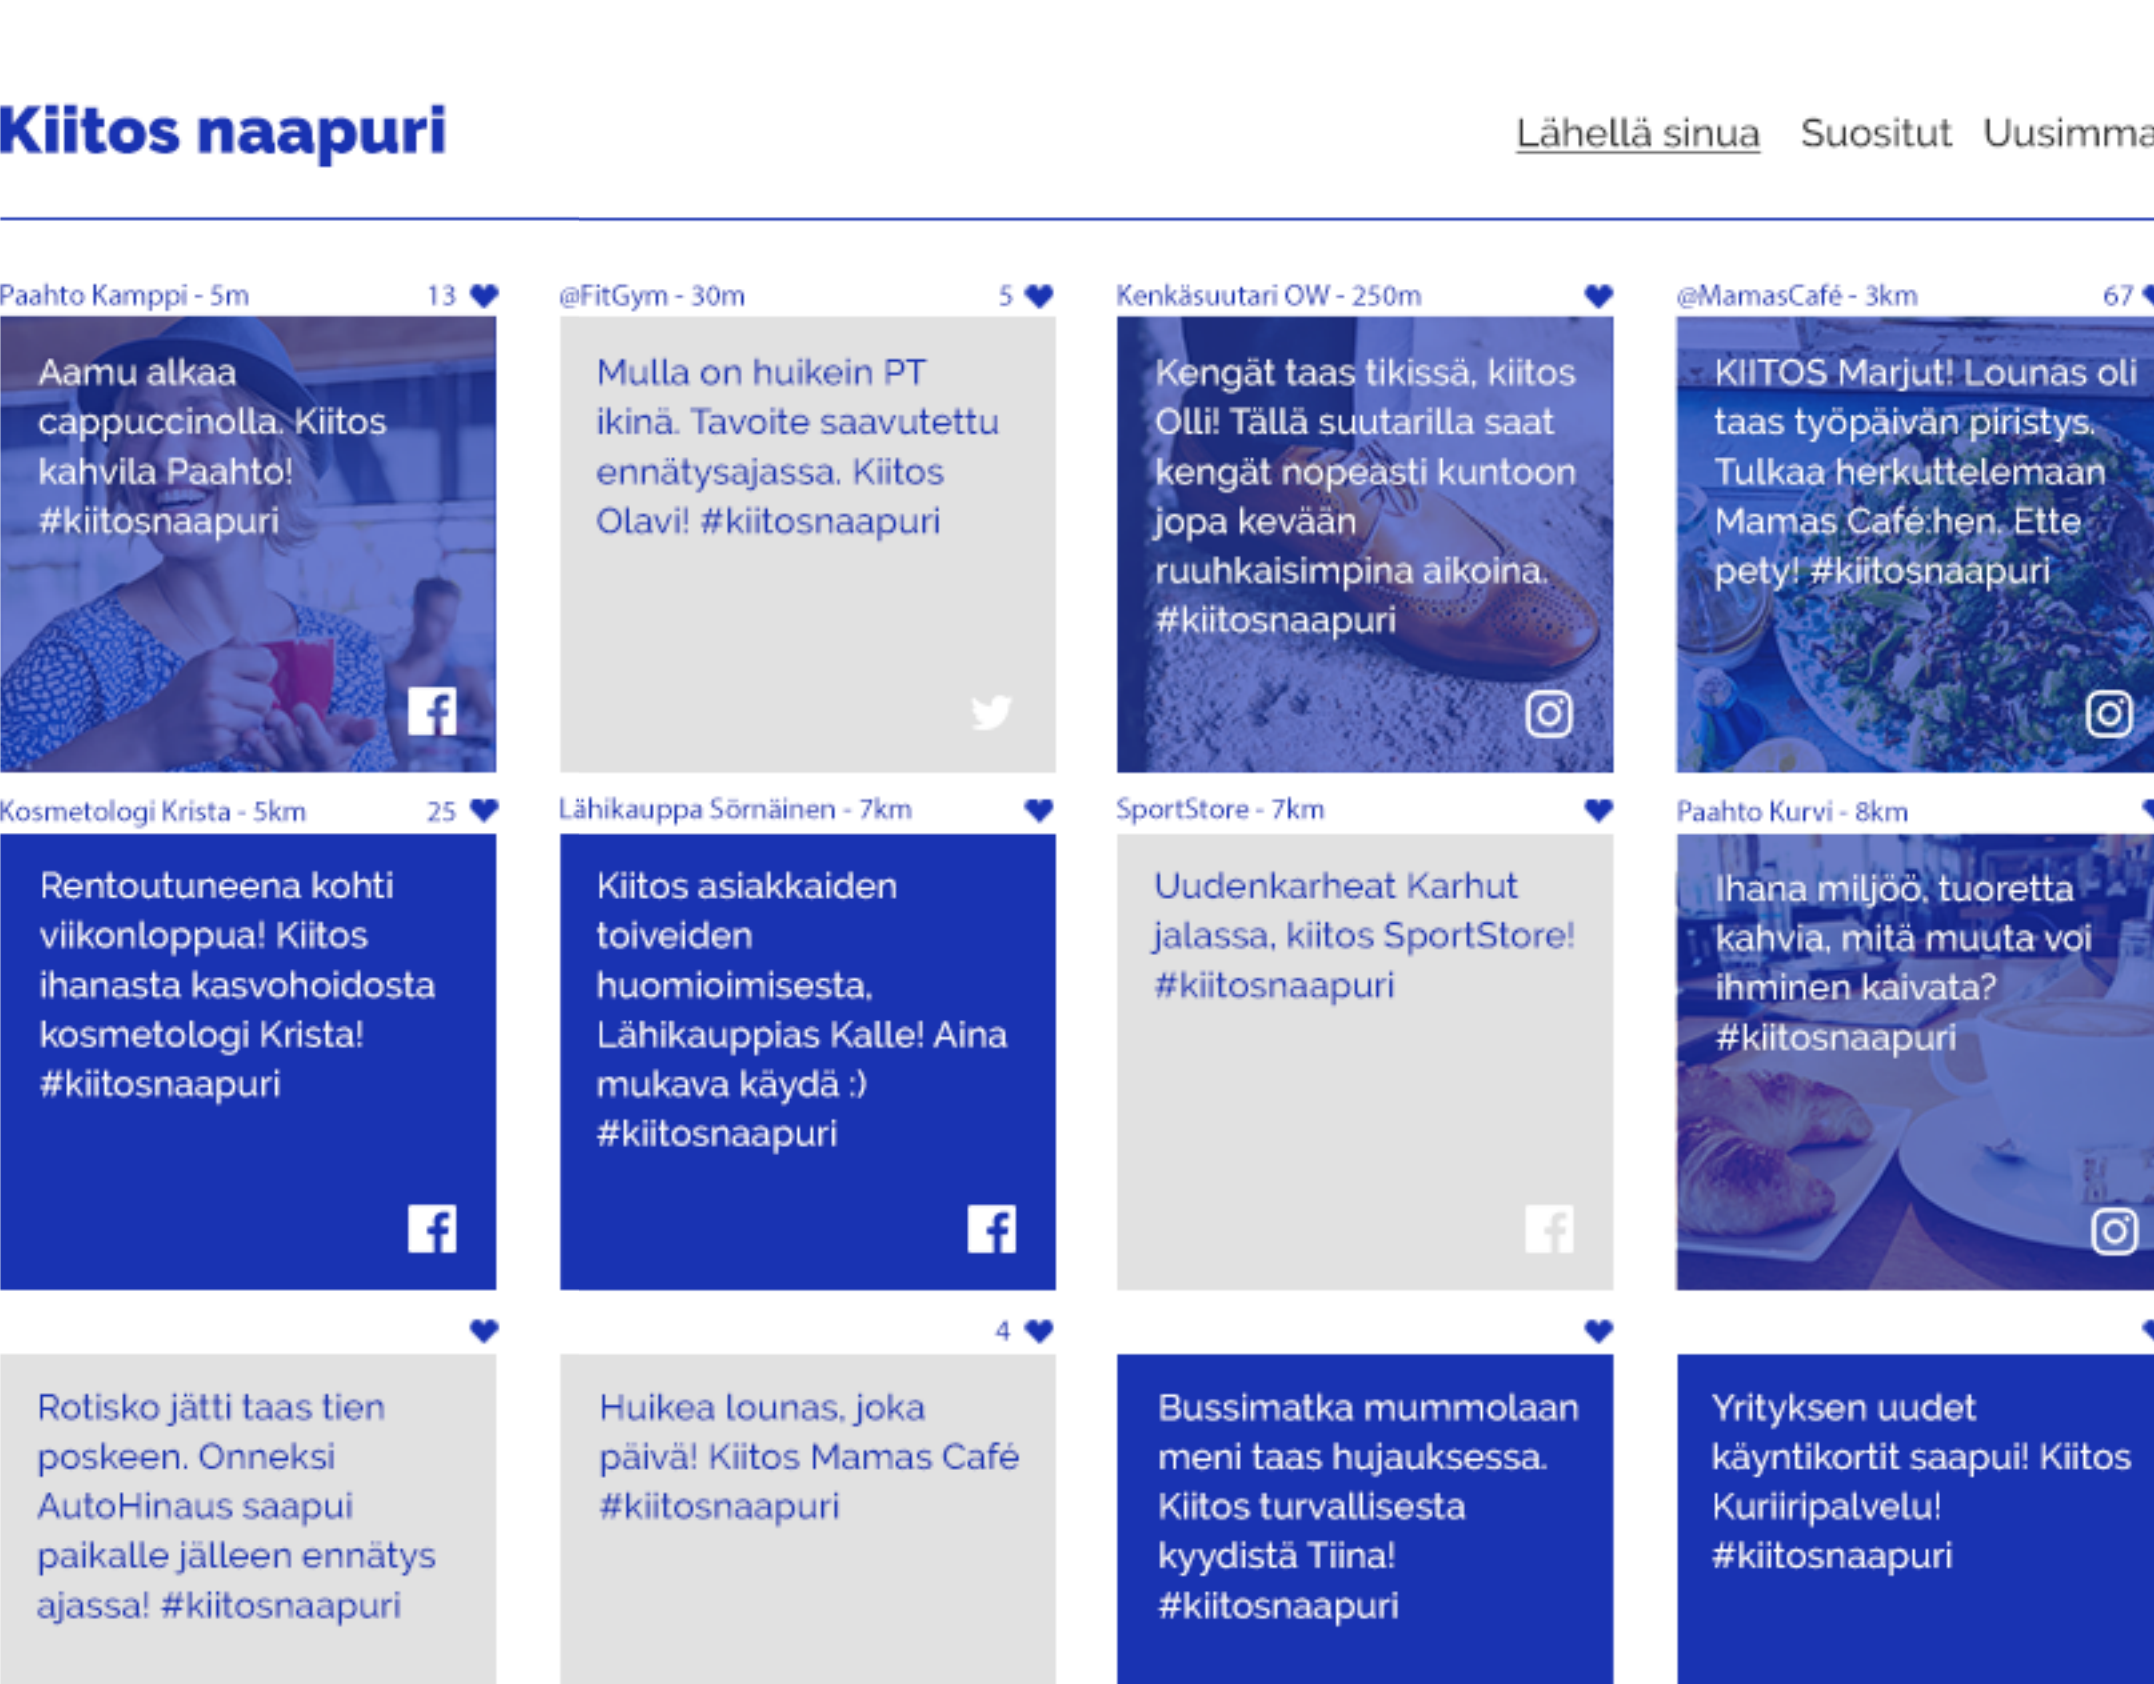 Kiitos naapuri
Lähellä sinua Suositut Uusimma
Paahto Kamppi - 5m 13
Aamu alkaa
cappuccinolla. Kiitos
kahvila Paahto!
#kiitosnaapuri
@FitGym - 30m 5
Mulla on huikein PT
ikinä. Tavoite saavutettu
ennätysajassa. Kiitos
Olavi! #kiitosnaapuri
Kenkäsuutari OW - 250m
Kengät taas tikissä, kiitos
Olli! Tällä suutarilla saat
kengät nopeasti kuntoon
jopa kevään
ruuhkaisimpina aikoina.
#kiitosnaapuri
@MamasCafé - 3km 67
KIITOS Marjut! Lounas oli
taas työpäivän piristys.
Tulkaa herkuttelemaan
Mamas Café:hen. Ette
pety! #kiitosnaapuri
Kosmetologi Krista - 5km 25
Rentoutuneena kohti
viikonloppua! Kiitos
ihanasta kasvohoidosta
kosmetologi Krista!
#kiitosnaapuri
Lähikauppa Sörnäinen - 7km
Kiitos asiakkaiden
toiveiden
huomioimisesta,
Lähikauppias Kalle! Aina
mukava käydä :)
#kiitosnaapuri
SportStore - 7km
Uudenkarheat Karhut
jalassa, kiitos SportStore!
#kiitosnaapuri
Paahto Kurvi - 8km
Ihana miljöö, tuoretta
kahvia, mitä muuta voi
ihminen kaivata?
#kiitosnaapuri
Rotisko jätti taas tien
poskeen. Onneksi
AutoHinaus saapui
paikalle jälleen ennätys
ajassa! #kiitosnaapuri
4
Huikea lounas, joka
päivä! Kiitos Mamas Café
#kiitosnaapuri
Bussimatka mummolaan
meni taas hujauksessa.
Kiitos turvallisesta
kyydistä Tiina!
#kiitosnaapuri
Yrityksen uudet
käyntikortit saapui! Kiitos
Kuriiripalvelu!
#kiitosnaapuri